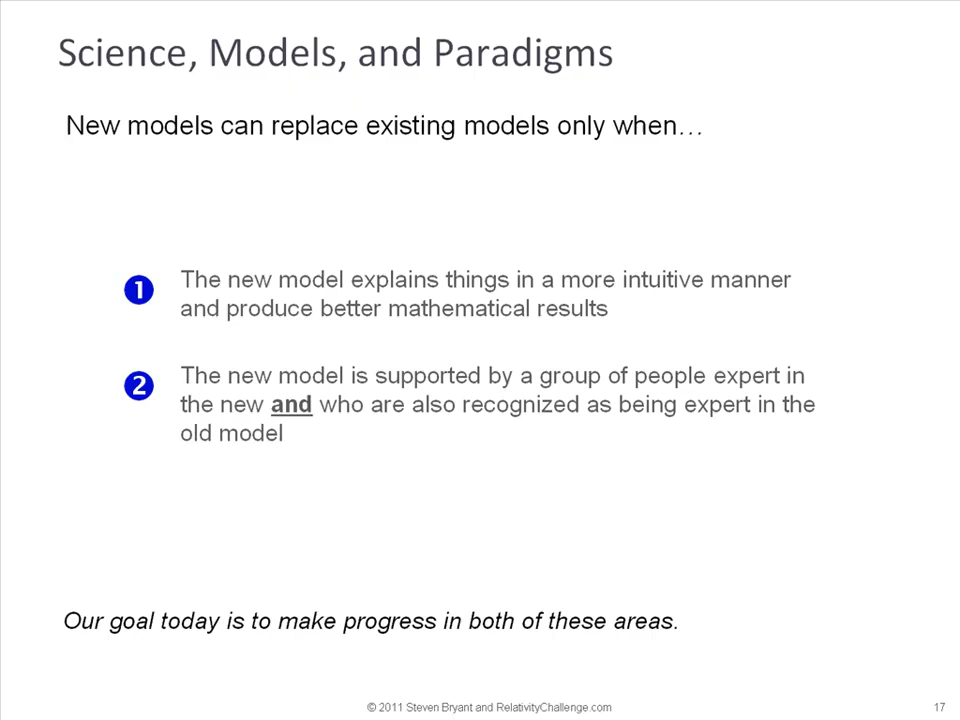 Science, Models, and Paradigms
New models can replace existing models only when…
1 The new model explains things in a more intuitive manner
and produce better mathematical results
2 The new model is supported by a group of people expert in
the new and who are also recognized as being expert in the
old model
Our goal today is to make progress in both of these areas.
© 2011 Steven Bryant and RelativityChallenge.com 17